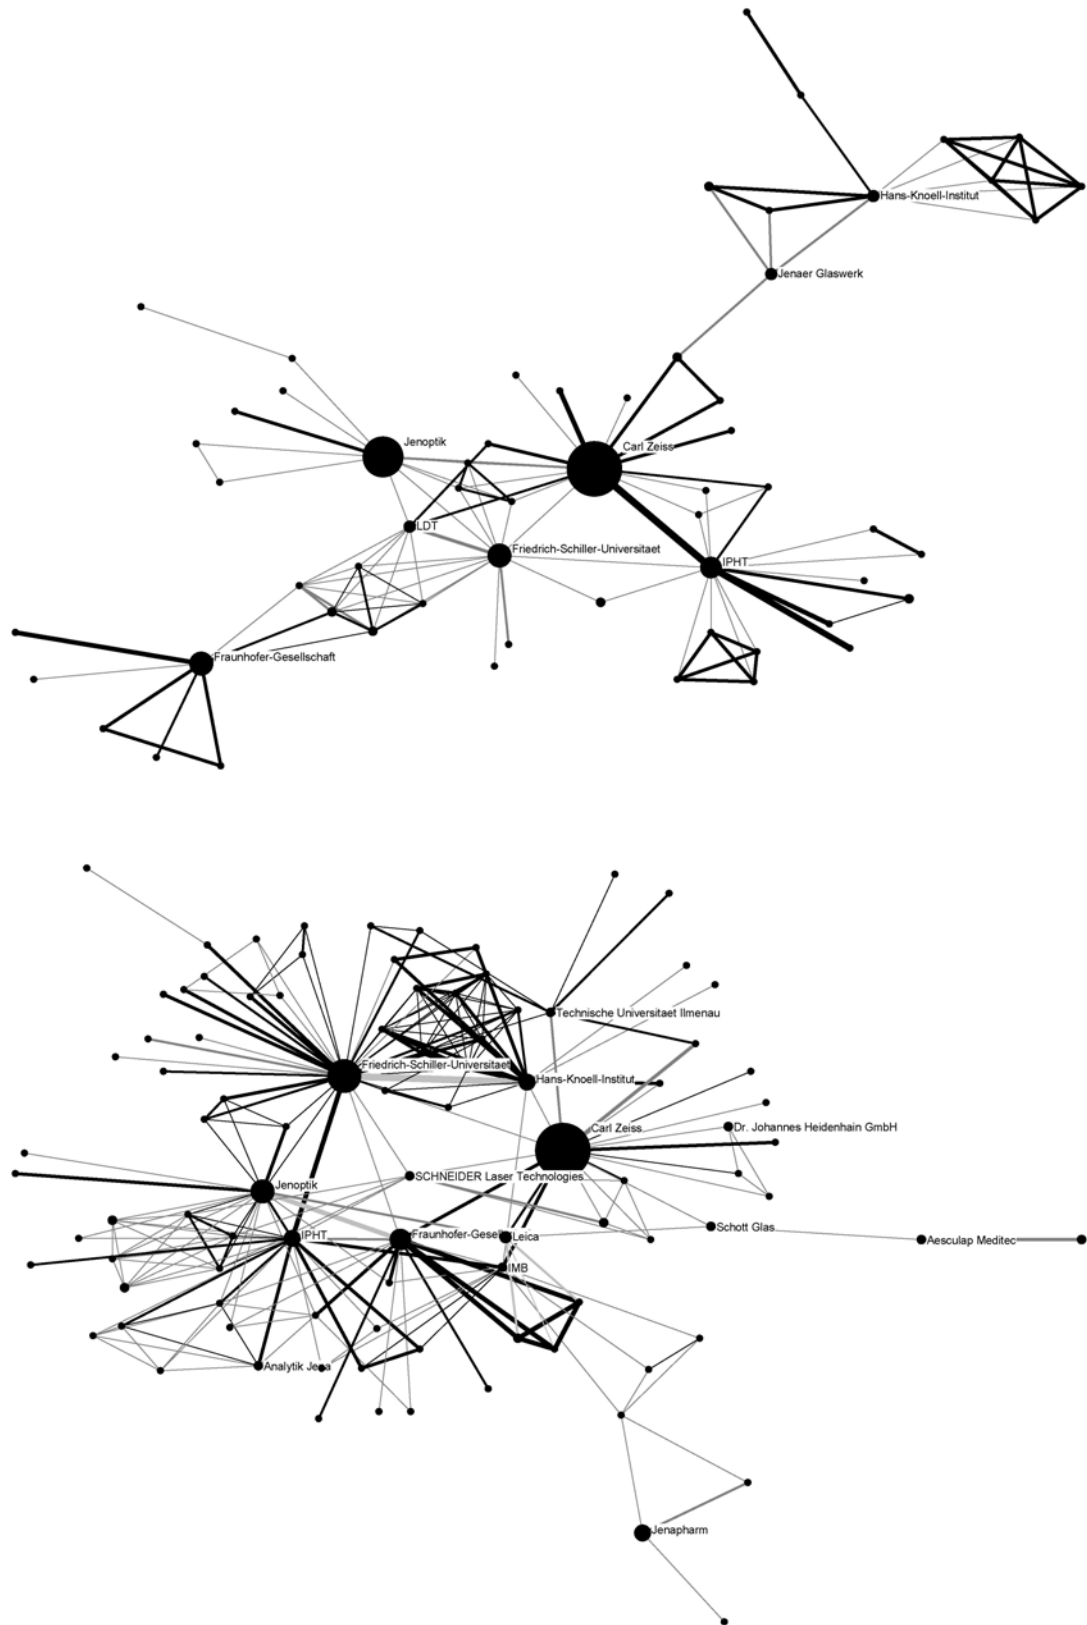 Hans-Knoell-Institut
Jenaer Glaswerk
Jenoptik
Carl Zeiss
LDT
Friedrich-Schiller-Universitaet
IPHT
Fraunhofer-Gesellschaft
Technische Universitaet Ilmenau
Friedrich-Schiller-Universitaet
Hans-Knoell-Institut
Carl Zeiss
Dr. Johannes Heidenhain GmbH
SCHNEIDER Laser Technologies
Jenoptik
Schott Glas
IPHT
Fraunhofer-Gesell
Leica
Aesculap Meditec
IMB
Analytik Jena
Jenapharm